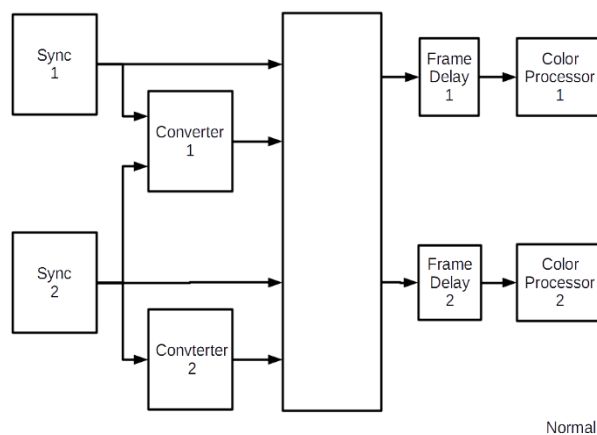 Sync
1
Frame
Delay
1
Color
Processor
1
Converter
1
Sync
2
Frame
Delay
2
Color
Processor
2
Convterter
2
Normal